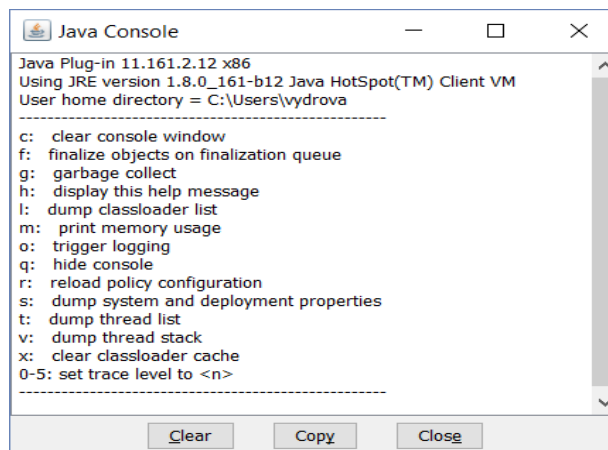 Java Console
Java Plug-in 11.161.2.12 x86
Using JRE version 1.8.0_161-b12 Java HotSpot(TM) Client VM
User home directory = C:\Users\vydrova
----------------------------------------------------
c:   clear console window
f:   finalize objects on finalization queue
g:   garbage collect
h:   display this help message
l:   dump classloader list
m:   print memory usage
o:   trigger logging
q:   hide console
r:   reload policy configuration
s:   dump system and deployment properties
t:   dump thread list
v:   dump thread stack
x:   clear classloader cache
0-5: set trace level to <n>
----------------------------------------------------
Clear Copy Close